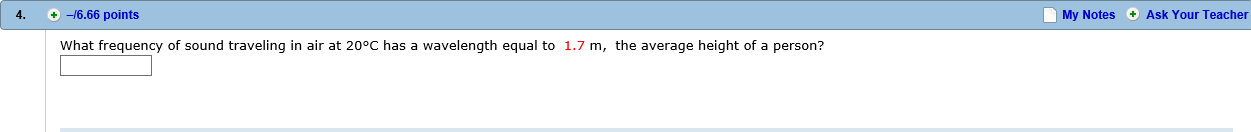 4. –/6.66 points My Notes Ask Your Teacher
What frequency of sound traveling in air at 20°C has a wavelength equal to 1.7 m, the average height of a person?